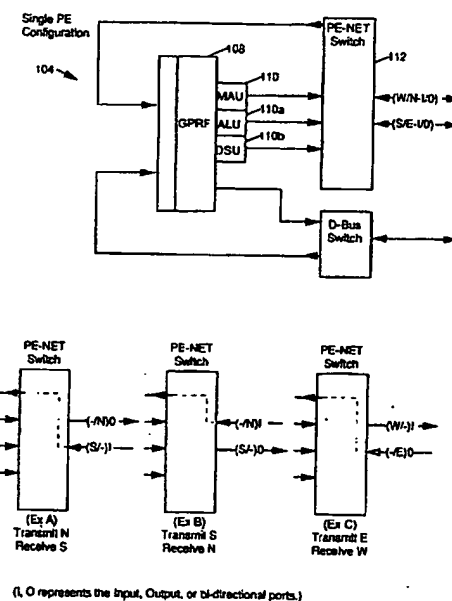 Single PE
Configuration
104
108
110
MAU
110a
ALU
110b
DSU
GPRF
PE-NET
Switch
112
(W/N-I/O)
(S/E-I/O)
D-Bus
Switch
PE-NET
Switch
(-/N)O
(S/-)I
(Ex A)
Transmit N
Receive S
PE-NET
Switch
(-/N)I
(S/-)O
(Ex B)
Transmit S
Receive N
PE-NET
Switch
(W/-)I
(-/E)O
(Ex C)
Transmit E
Receive W
(I, O represents the Input, Output, or bi-directional ports.)